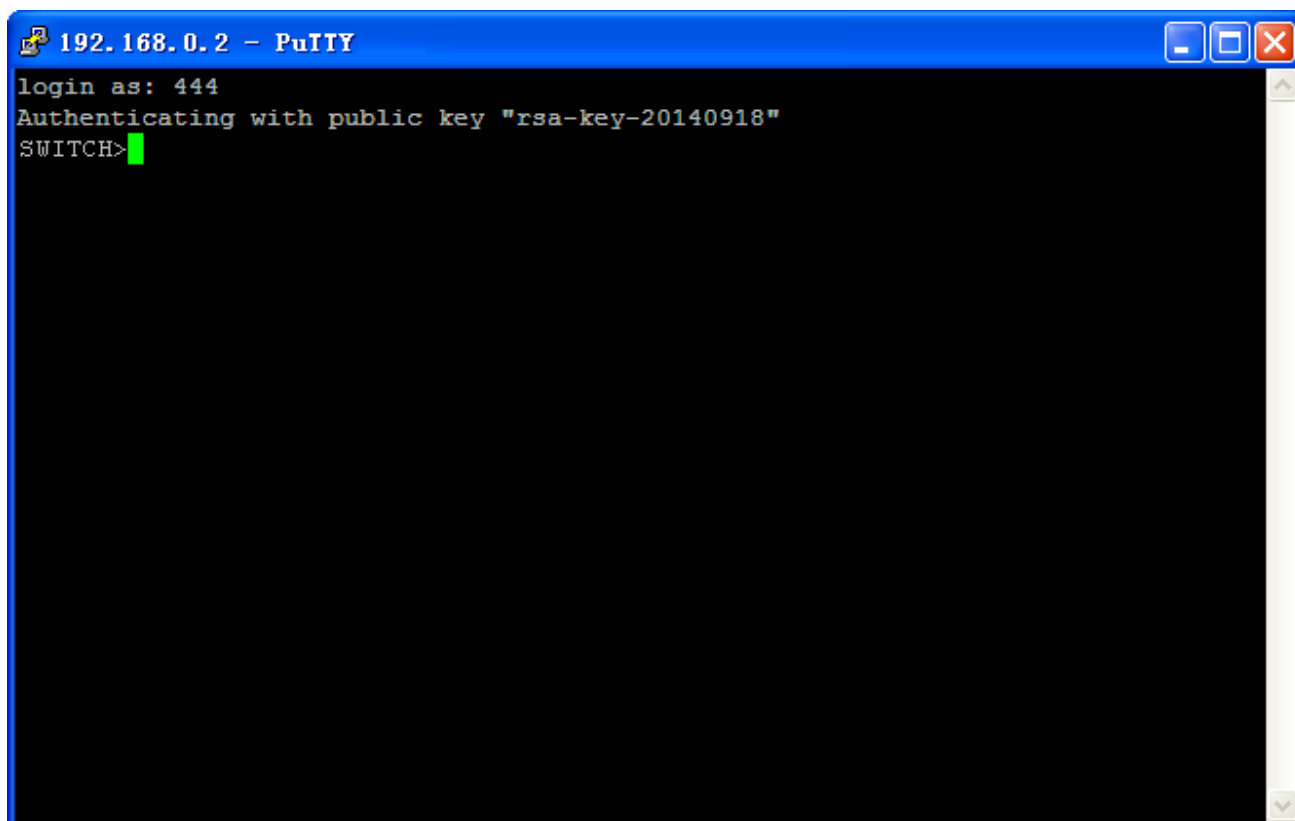 192.168.0.2 - PuTTY
login as: 444
Authenticating with public key "rsa-key-20140918"
SWITCH>